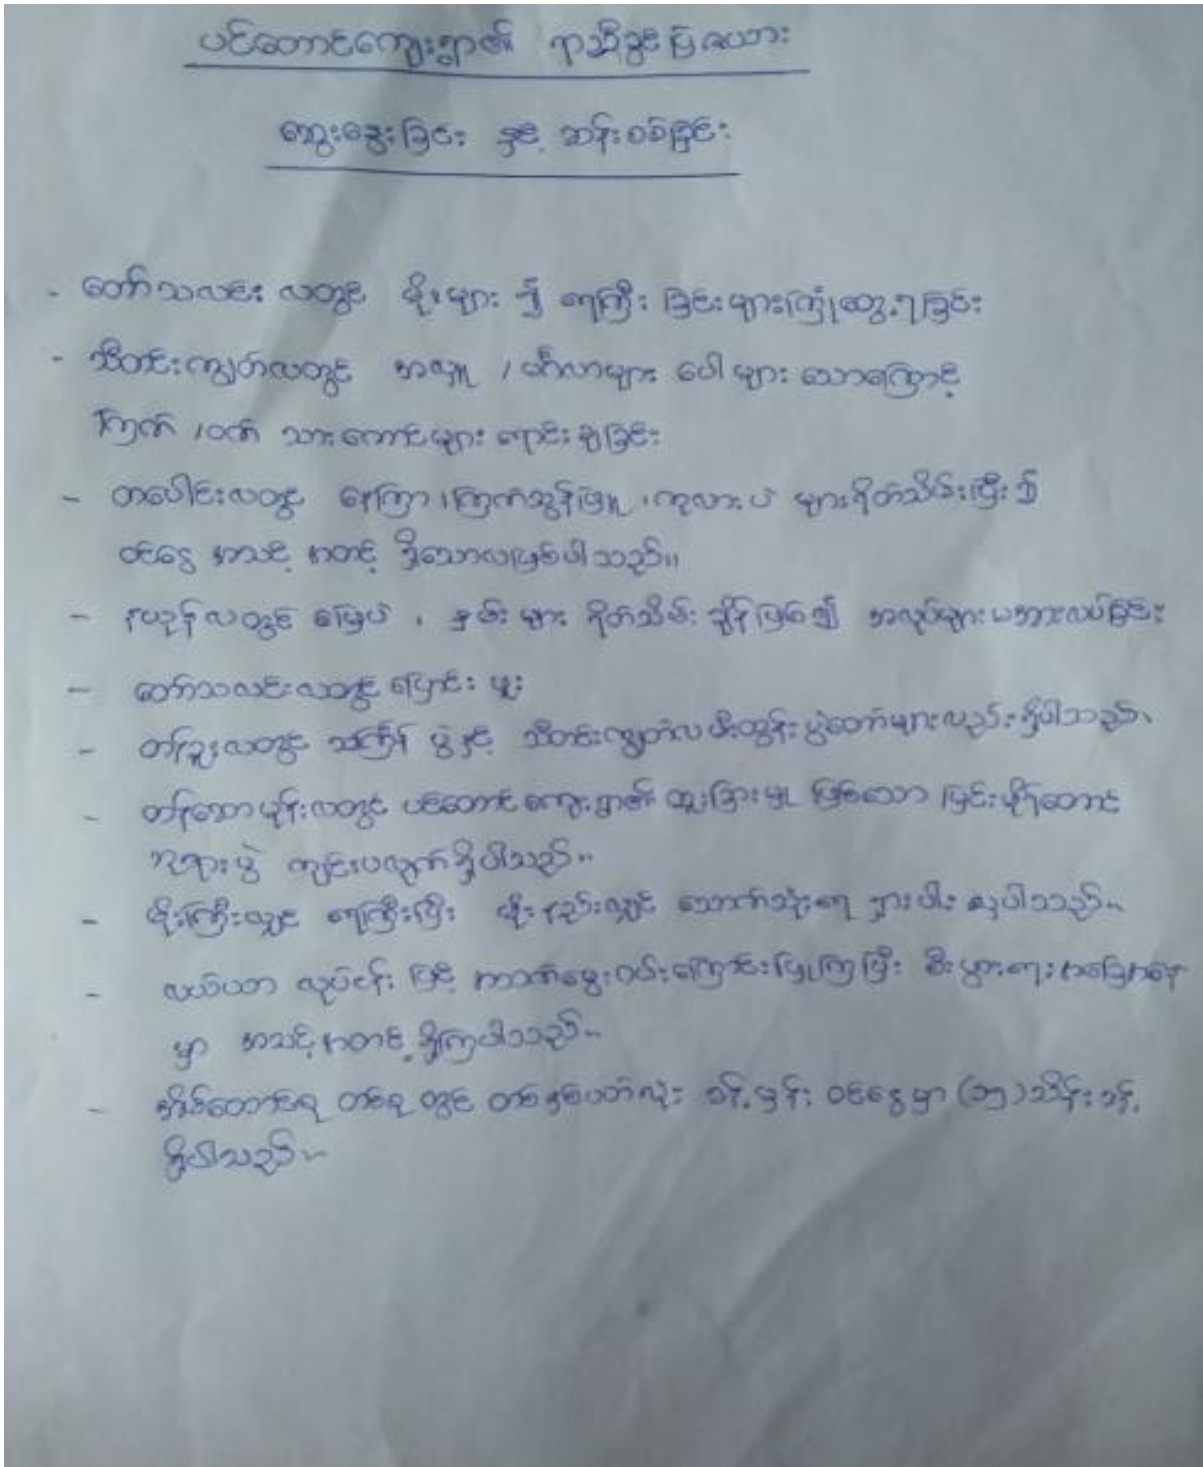 ပင်တောင်ကျေးရွာ၏ ရာသီခွင်ပြဇယား
ဆွေးနွေးခြင်း နှင့် ဆန်းစစ်ခြင်း
- တော်သလင်း လတွင် မိုးများ ၍ ရေကြီး ခြင်းများကြုံတွေ့ရခြင်း
- သီတင်းကျွတ်လတွင် အလှူ / မင်္ဂလာများ ပေါ များ သောကြောင့်
ကြက် / ဝက် သားကောင်များ ရောင်းချခြင်း
- တပေါင်းလတွင် နေကြာ၊ ကြက်သွန်ဖြူ ၊ ကုလားပဲ များရိတ်သိမ်းပြီး ၍
ဝင်ငွေ အသင့် အတင့် ရှိသောလဖြစ်ပါသည်။
- နယုန်လတွင် မြေပဲ ၊ နှမ်း များ ရိတ်သိမ်း ချိန်ဖြစ်၍ အလုပ်များမအားလပ်ခြင်း
- တော်သလင်းလတွင် ပြောင်း ဖူး
- တန်ခူးလတွင် သင်္ကြန် ပွဲနှင့် သီတင်းကျွတ်လမီးထွန်းပွဲတော်များလည်းရှိပါသည်။
- တန်ဆောမုန်းလတွင် ပင်တောင်ကျေးရွာ၏ ထူးခြားမှု ဖြစ်သော မြင်းမိုရ်တောင်
ဘုရားပွဲ ကျင်းပလျက်ရှိပါသည်။
- မိုးကြီးလျှင် ရေကြီးပြီး မိုးနည်းလျှင် သောက်သုံးရေ ရှားပါး လှပါသည်။
- လယ်ယာ လုပ်ငန်း ဖြင့် အသက်မွေးဝမ်းကြောင်းပြုကြပြီး စီးပွားရေးအခြေအနေ
မှာ အသင့်အတင့် ရှိကြပါသည်။
- အိမ်ထောင်စု တစ်စု တွင် တစ်နှစ်ပတ်လုံး ခန့်မှန်း ဝင်ငွေမှာ (၁၅) သိန်းခန့်
ရှိပါသည်။